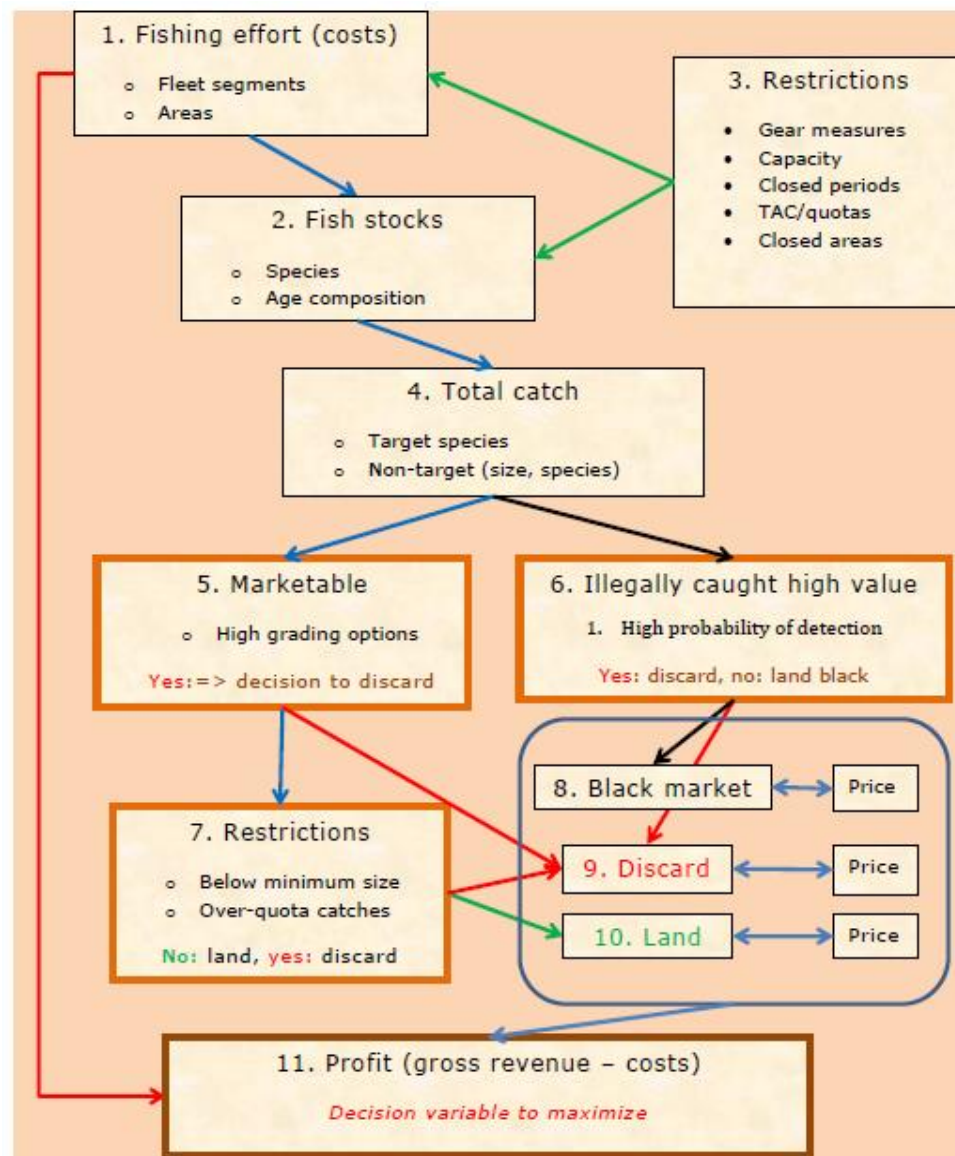 1. Fishing effort (costs)
o Fleet segments
o Areas
3. Restrictions
• Gear measures
• Capacity
• Closed periods
• TAC/quotas
• Closed areas
2. Fish stocks
o Species
o Age composition
4. Total catch
o Target species
o Non-target (size, species)
5. Marketable
o High grading options
Yes:=> decision to discard
6. Illegally caught high value
1. High probability of detection
Yes: discard, no: land black
7. Restrictions
o Below minimum size
o Over-quota catches
No: land, yes: discard
8. Black market
Price
9. Discard
Price
10. Land
Price
11. Profit (gross revenue – costs)
Decision variable to maximize